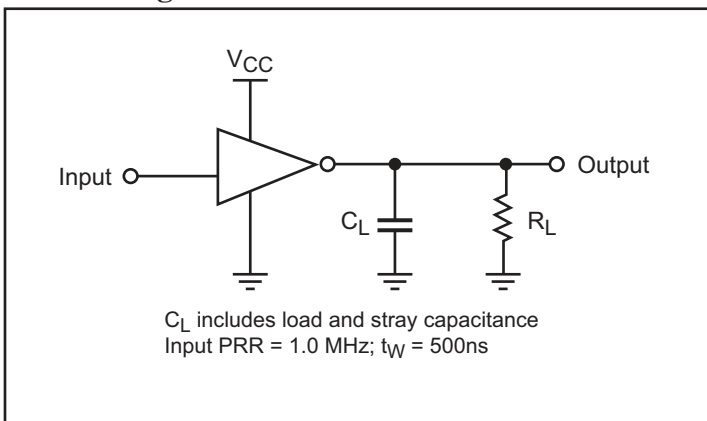 VCC
Input
Output
CL
RL
CL includes load and stray capacitance
Input PRR = 1.0 MHz; tW = 500ns